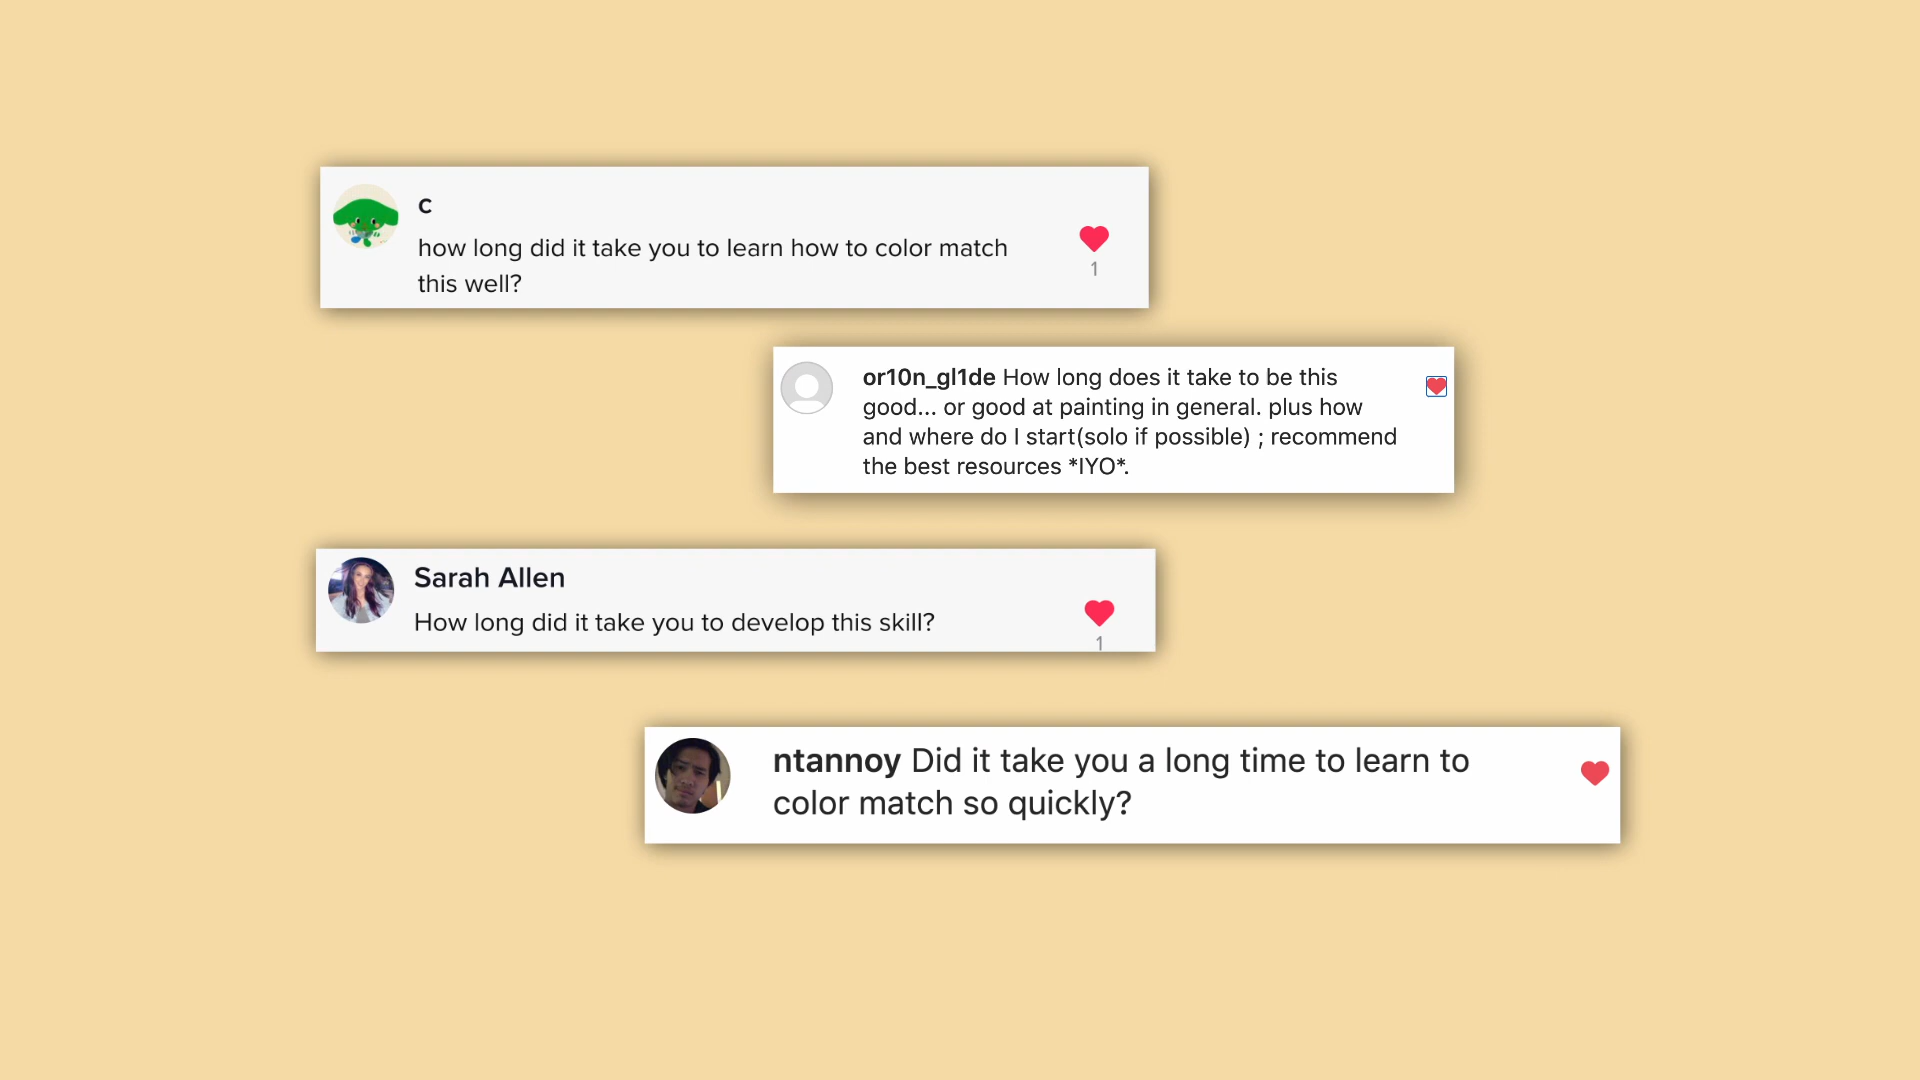 c
how long did it take you to learn how to color match
this well?
1
or10n_gl1de How long does it take to be this
good... or good at painting in general. plus how
and where do I start(solo if possible) ; recommend
the best resources *IYO*.
Sarah Allen
How long did it take you to develop this skill?
1
ntannoy Did it take you a long time to learn to
color match so quickly?